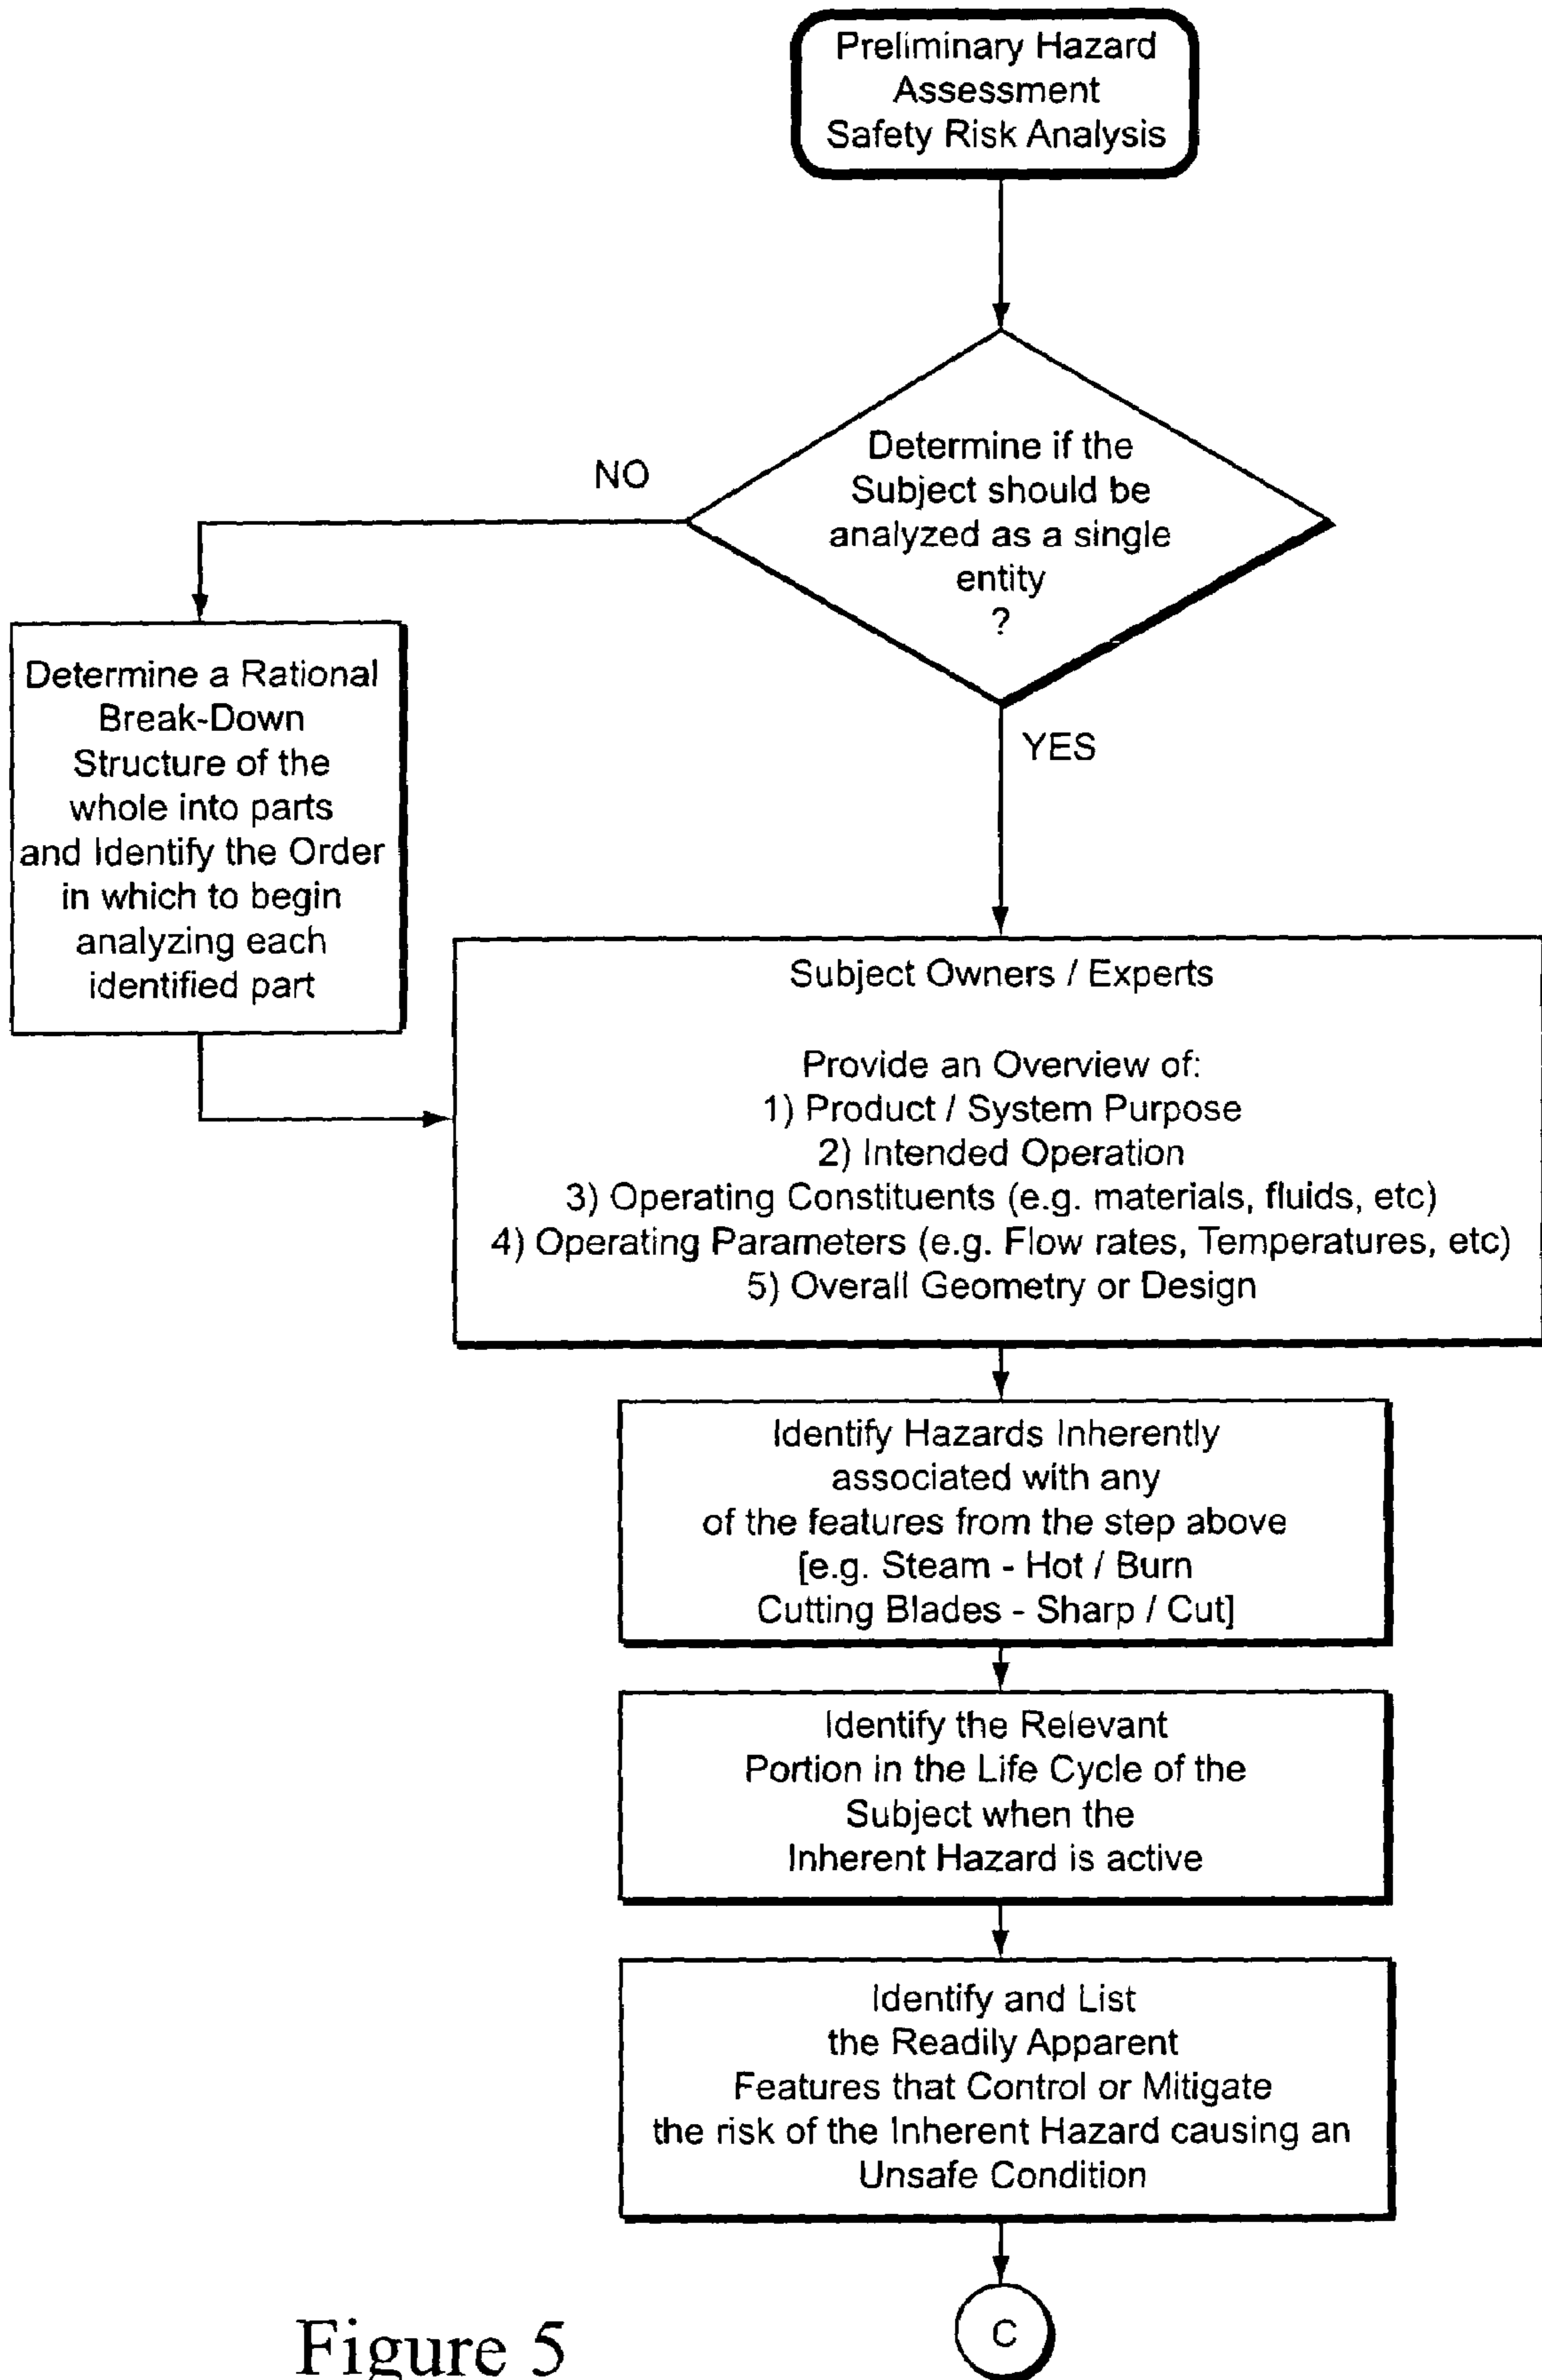 Preliminary Hazard
Assessment
Safety Risk Analysis
Determine if the
Subject should be
analyzed as a single
entity
?
NO
YES
Determine a Rational
Break-Down
Structure of the
whole into parts
and Identify the Order
in which to begin
analyzing each
identified part
Subject Owners / Experts
Provide an Overview of:
1) Product / System Purpose
2) Intended Operation
3) Operating Constituents (e.g. materials, fluids, etc)
4) Operating Parameters (e.g. Flow rates, Temperatures, etc)
5) Overall Geometry or Design
Identify Hazards Inherently
associated with any
of the features from the step above
[e.g. Steam - Hot / Burn
Cutting Blades - Sharp / Cut]
Identify the Relevant
Portion in the Life Cycle of the
Subject when the
Inherent Hazard is active
Identify and List
the Readily Apparent
Features that Control or Mitigate
the risk of the Inherent Hazard causing an
Unsafe Condition
C
Figure 5